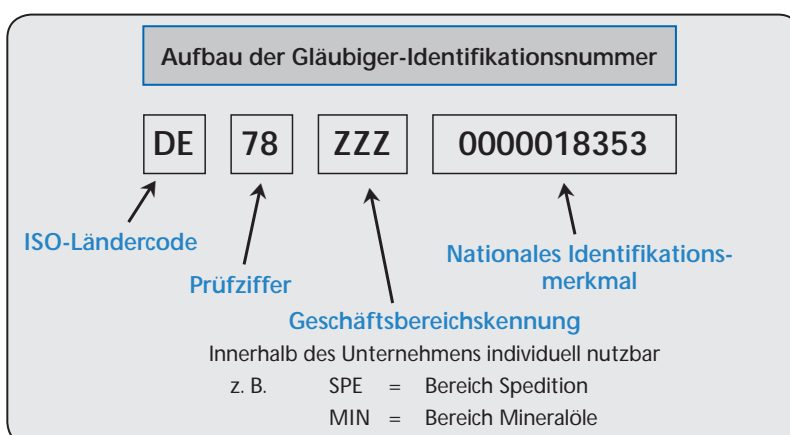 Aufbau der Gläubiger-Identifikationsnummer
DE 78 ZZZ 0000018353
ISO-Ländercode
Nationales Identifikations-
merkmal
Prüfziffer
Geschäftsbereichskennung
Innerhalb des Unternehmens individuell nutzbar
z. B. SPE = Bereich Spedition
MIN = Bereich Mineralöle